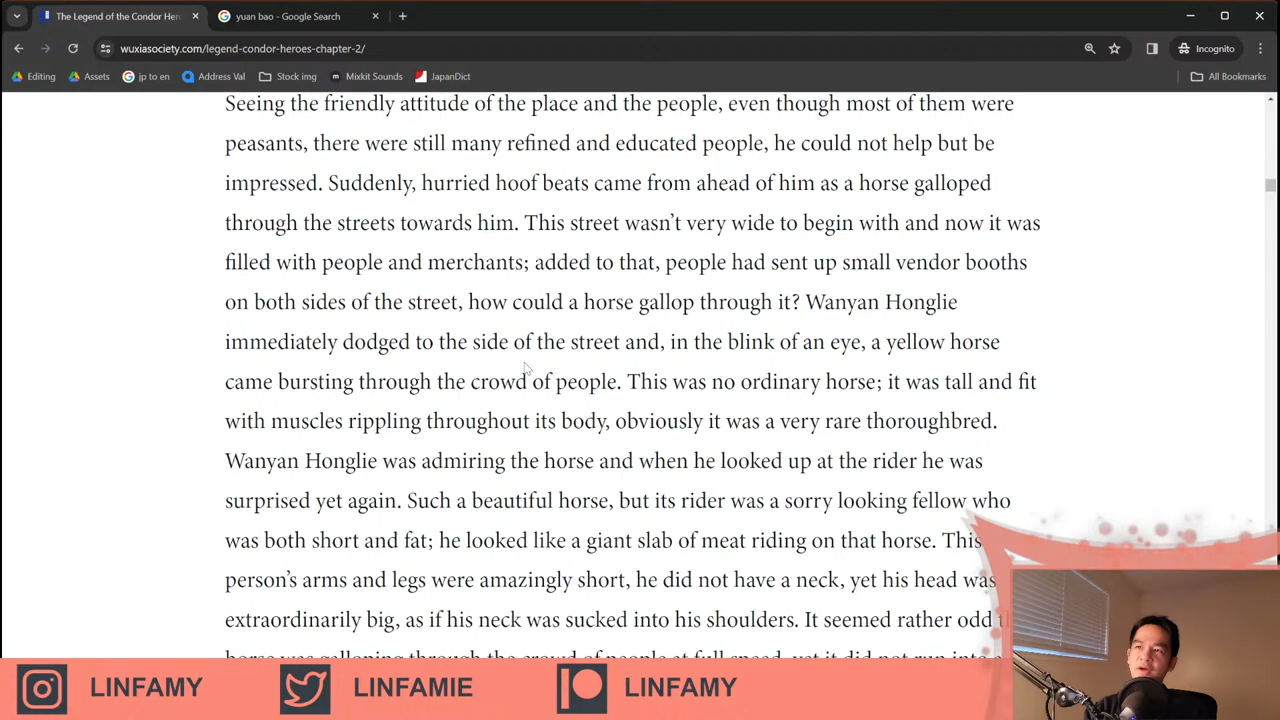 The Legend of the Condor Her
yuan bao - Google Search
wuxiasociety.com/legend-condor-heroes-chapter-2/
Incognito
Editing
Assets
jp to en
Address Val
Stock img
Mixkit Sounds
JapanDict
All Bookmarks
Seeing the friendly attitude of the place and the people, even though most of them were
peasants, there were still many refined and educated people, he could not help but be
impressed. Suddenly, hurried hoof beats came from ahead of him as a horse galloped
through the streets towards him. This street wasn't very wide to begin with and now it was
filled with people and merchants; added to that, people had sent up small vendor booths
on both sides of the street, how could a horse gallop through it? Wanyan Honglie
immediately dodged to the side of the street and, in the blink of an eye, a yellow horse
came bursting through the crowd of people. This was no ordinary horse; it was tall and fit
with muscles rippling throughout its body, obviously it was a very rare thoroughbred.
Wanyan Honglie was admiring the horse and when he looked up at the rider he was
surprised yet again. Such a beautiful horse, but its rider was a sorry looking fellow who
was both short and fat; he looked like a giant slab of meat riding on that horse. This
person's arms and legs were amazingly short, he did not have a neck, yet his head was
extraordinarily big, as if his neck was sucked into his shoulders. It seemed rather odd
LINFAMY
LINFAMIE
LINFAMY